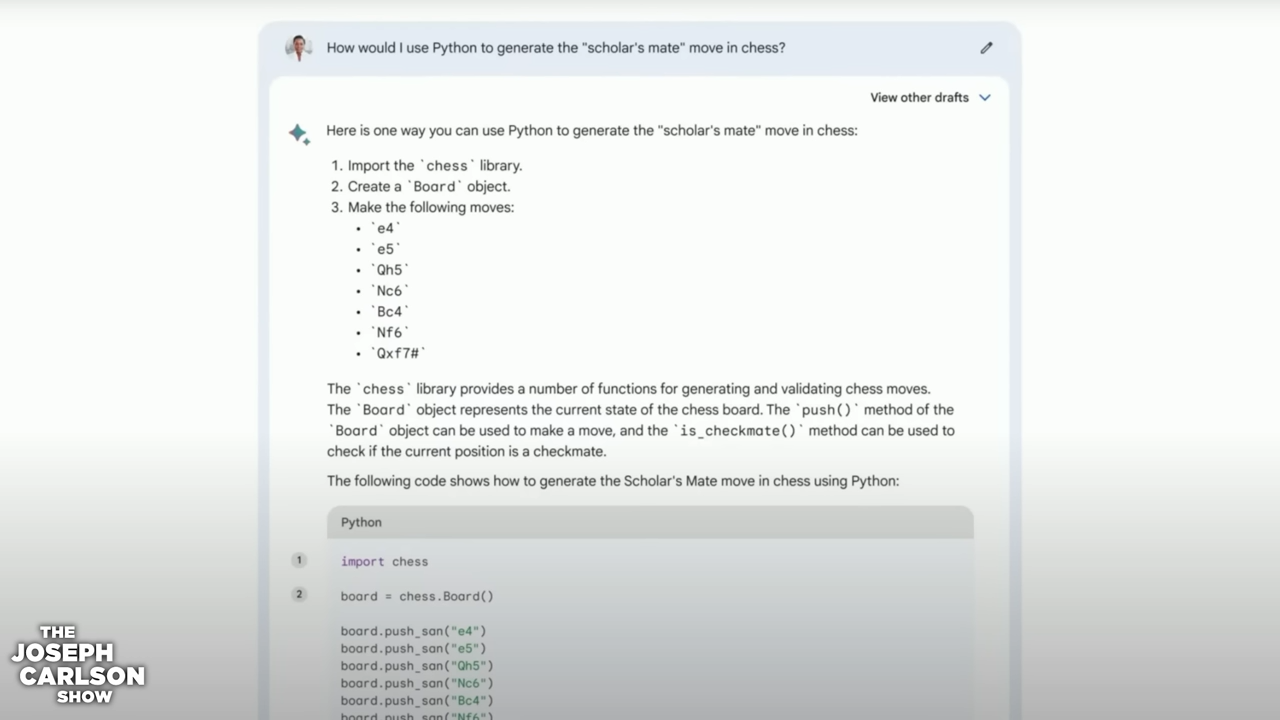 How would I use Python to generate the "scholar's mate" move in chess?
View other drafts
Here is one way you can use Python to generate the "scholar's mate" move in chess:
1. Import the `chess` library.
2. Create a `Board` object.
3. Make the following moves:
• `e4`
• `e5`
• `Qh5`
• `Nc6`
• `Bc4`
• `Nf6`
• `Qxf7#`
The `chess` library provides a number of functions for generating and validating chess moves.
The `Board` object represents the current state of the chess board. The `push()` method of the
`Board` object can be used to make a move, and the `is_checkmate()` method can be used to
check if the current position is a checkmate.
The following code shows how to generate the Scholar's Mate move in chess using Python:
Python
1 import chess
2 board = chess.Board()
board.push_san("e4")
board.push_san("e5")
board.push_san("Qh5")
board.push_san("Nc6")
board.push_san("Bc4")
board.push_san("Nf6")
THE
JOSEPH
CARLSON
SHOW